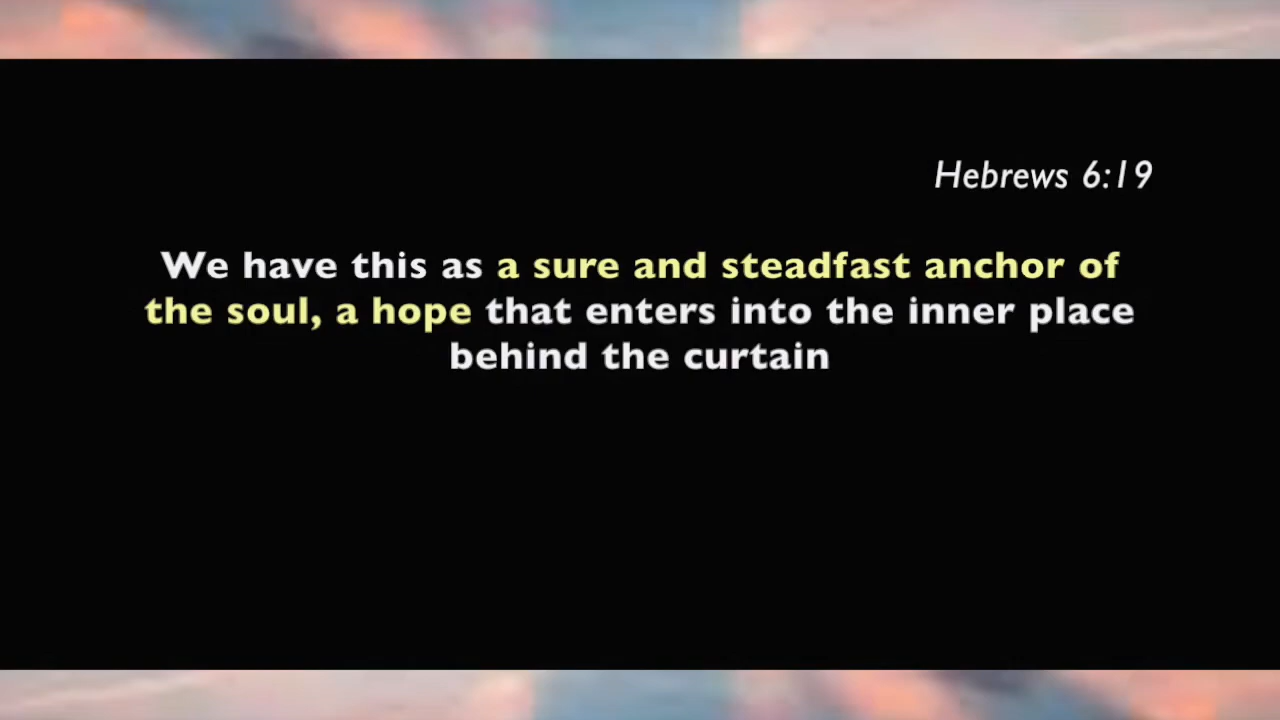 Hebrews 6:19
We have this as a sure and steadfast anchor of
the soul, a hope that enters into the inner place
behind the curtain